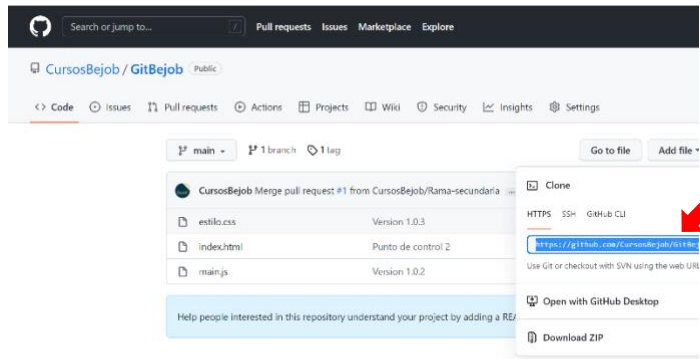 Search or jump to... / Pull requests Issues Marketplace Explore
CursosBejob / GitBejob Public
<> Code Issues Pull requests Actions Projects Wiki Security Insights Settings
main 1 branch 1 tag Go to file Add file
CursosBejob Merge pull request #1 from CursosBejob/Rama-secundaria ...
estilo.css Version 1.0.3
index.html Punto de control 2
main.js Version 1.0.2
Help people interested in this repository understand your project by adding a REA
Clone
HTTPS SSH GitHub CLI
https://github.com/CursosBejob/GitBej
Use Git or checkout with SVN using the web URL
Open with GitHub Desktop
Download ZIP